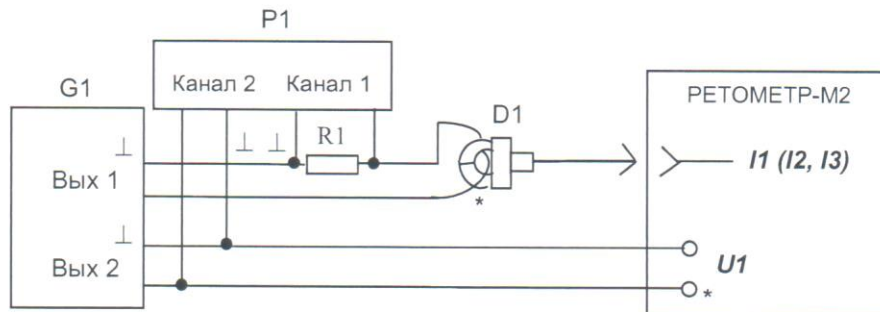 P1
Канал 2 Канал 1
G1
РЕТОМЕТР-М2
D1
⊥ ⊥ ⊥ R1
I1 (I2, I3)
Вых 1
*
⊥
U1
Вых 2
*